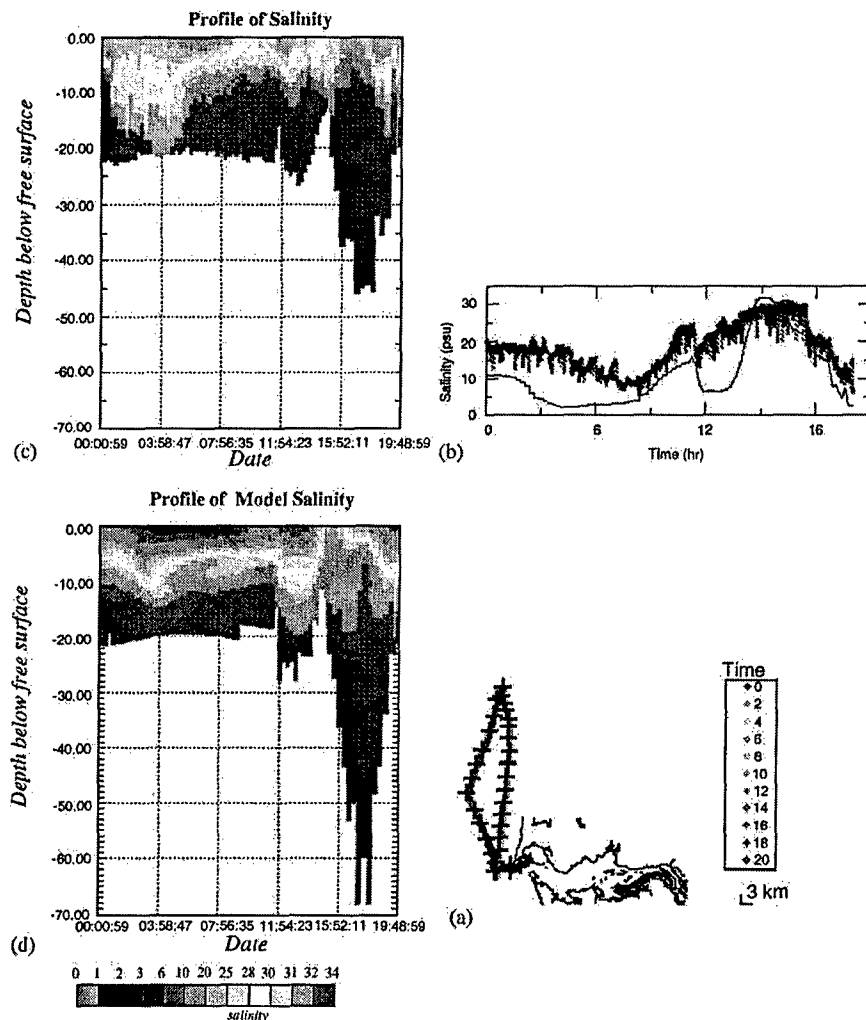 Profile of Salinity
Depth below free surface
0.00
-10.00
-20.00
-30.00
-40.00
-50.00
-60.00
-70.00
00:00:59 03:58:47 07:56:35 11:54:23 15:52:11 19:48:59
Date
(c)
Salinity (psu)
30
20
10
0
0 6 12 16
Time (hr)
(b)
Profile of Model Salinity
Depth below free surface
0.00
-10.00
-20.00
-30.00
-40.00
-50.00
-60.00
-70.00
00:00:59 03:58:47 07:56:35 11:54:23 15:52:11 19:48:59
Date
(d)
0 1 2 3 6 10 20 25 28 30 31 32 34
salinity
Time
0
2
4
6
8
10
12
14
16
18
20
3 km
(a)